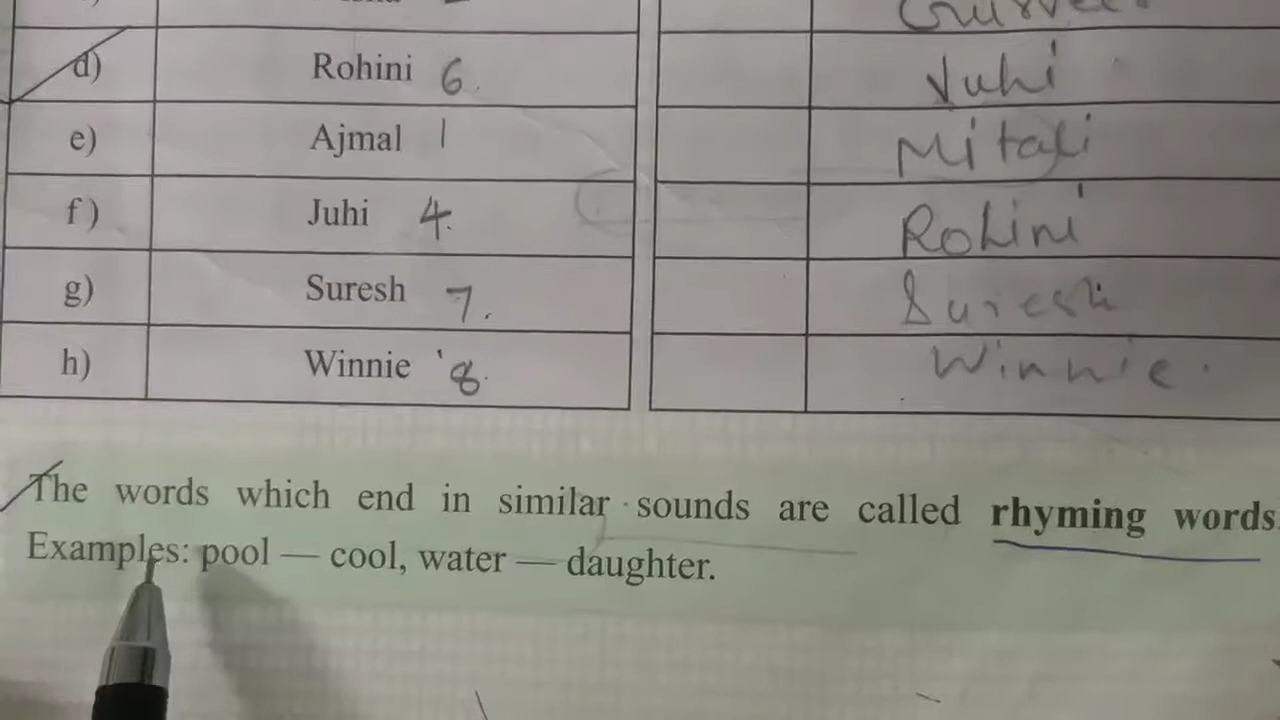 d) Rohini 6. Juhi
e) Ajmal 1 Mitali
f) Juhi 4. Rohini
g) Suresh 7. Suresh
h) Winnie 8. Winnie.
The words which end in similar sounds are called rhyming words
Examples: pool — cool, water — daughter.